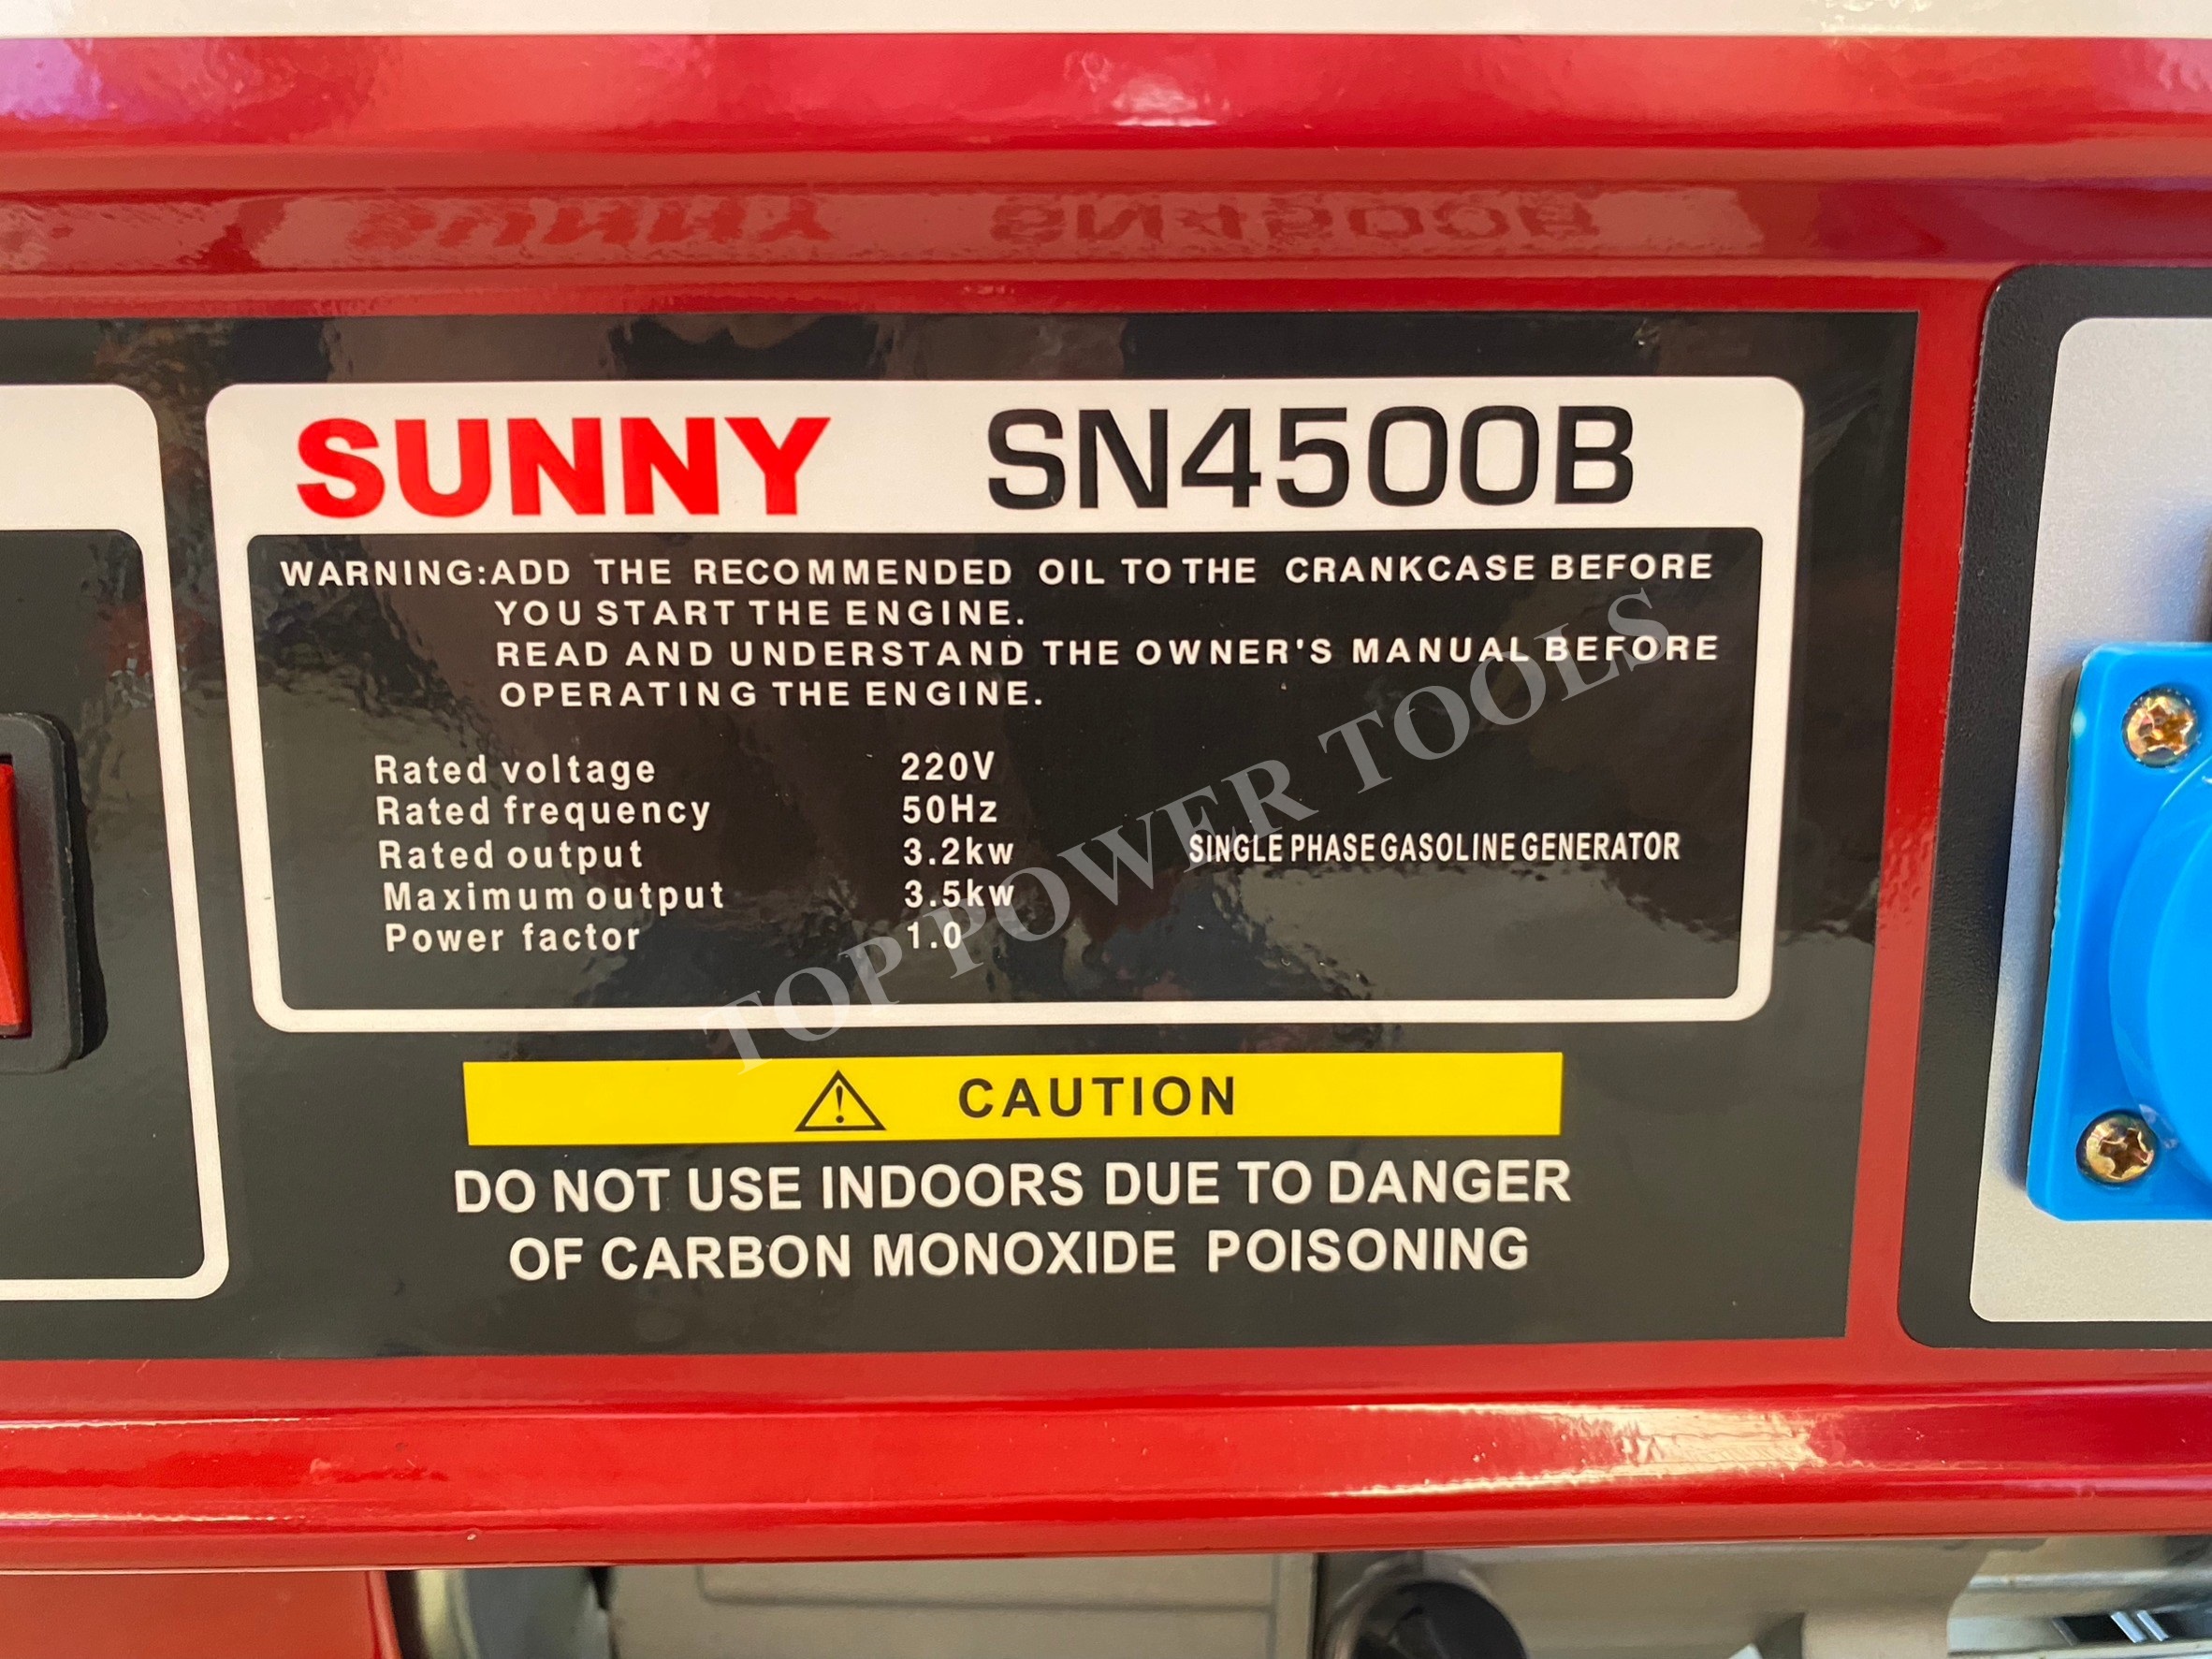 SUNNY SN4500B
WARNING:ADD THE RECOMMENDED OIL TO THE CRANKCASE BEFORE
YOU START THE ENGINE.
READ AND UNDERSTAND THE OWNER'S MANUAL BEFORE
OPERATING THE ENGINE.
Rated voltage 220V
Rated frequency 50Hz
Rated output 3.2kw
SINGLE PHASE GASOLINE GENERATOR
Maximum output 3.5kw
Power factor 1.0
TOP POWER TOOLS
CAUTION
DO NOT USE INDOORS DUE TO DANGER
OF CARBON MONOXIDE POISONING